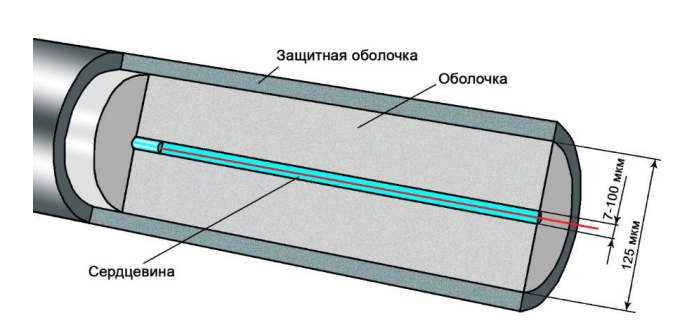 Защитная оболочка
Оболочка
7-100 мкм
125 мкм
Сердцевина